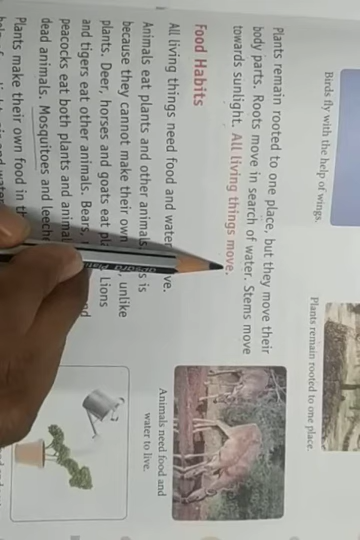 Birds fly with the help of wings.
Plants remain rooted to one place.
Plants remain rooted to one place, but they move their
body parts. Roots move in search of water. Stems move
towards sunlight. All living things move.
Food Habits
All living things need food and water ve.
Animals eat plants and other animals. s is
because they cannot make their own , unlike
plants. Deer, horses and goats eat pl Lions
and tigers eat other animals. Bears, d
peacocks eat both plants and animal
dead animals. Mosquitoes and leech
Plants make their own food in th
Animals need food and
water to live.